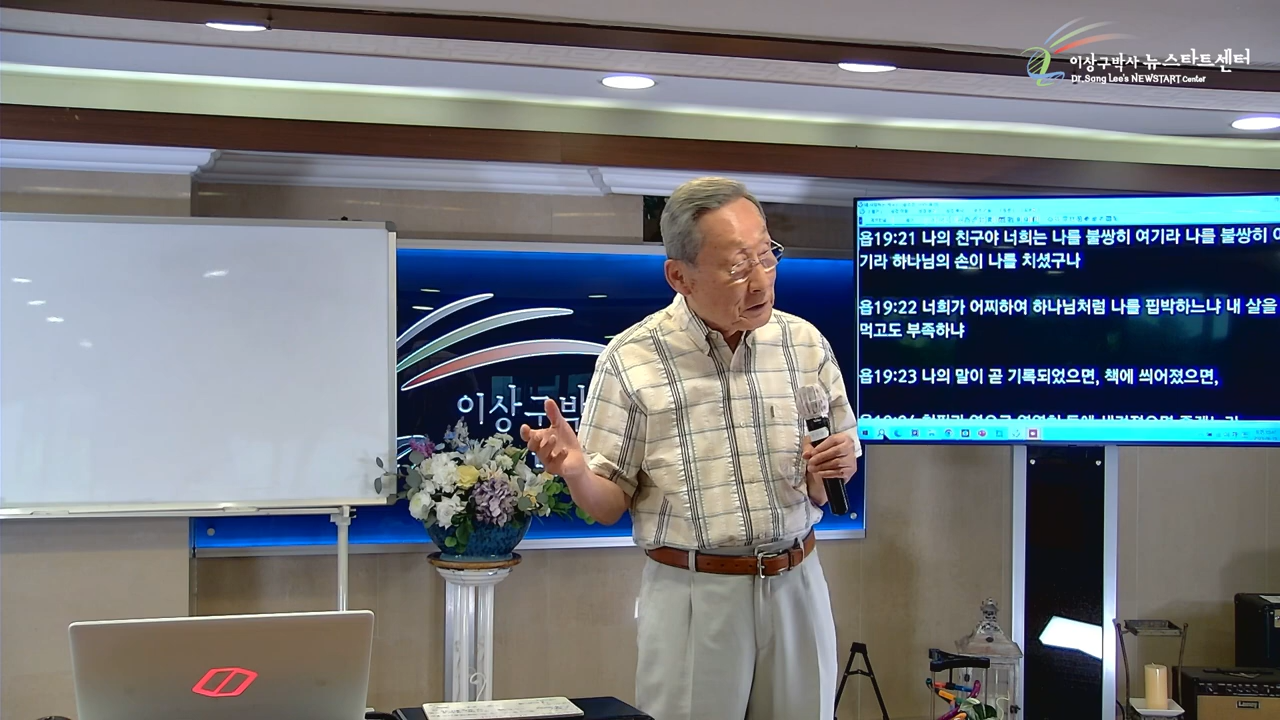 이상구박사 뉴스타트센터
Dr.Sang Lee's NEWSTART Center
욥19:21 나의 친구야 너희는 나를 불쌍히 여기라 나를 불쌍히 여
기라 하나님의 손이 나를 치셨구나
욥19:22 너희가 어찌하여 하나님처럼 나를 핍박하느냐 내 살을
먹고도 부족하냐
욥19:23 나의 말이 곧 기록되었으면, 책에 씌어졌으면,
이상구박
Laney